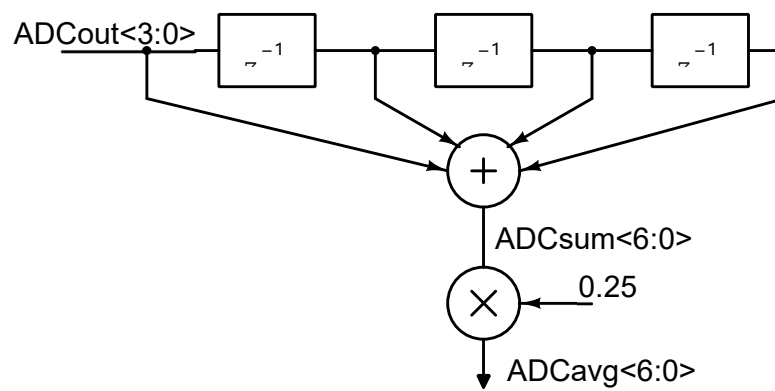 ADCout<3:0>
z⁻¹
z⁻¹
z⁻¹
+
ADCsum<6:0>
×
0.25
ADCavg<6:0>